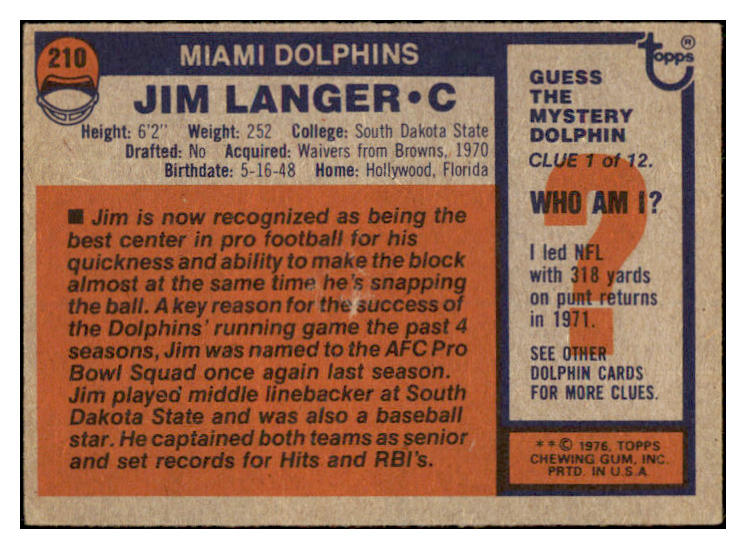 210
MIAMI DOLPHINS
JIM LANGER•C
Height: 6'2" Weight: 252 College: South Dakota State
Drafted: No Acquired: Waivers from Browns, 1970
Birthdate: 5-16-48 Home: Hollywood, Florida
■ Jim is now recognized as being the
best center in pro football for his
quickness and ability to make the block
almost at the same time he's snapping
the ball. A key reason for the success of
the Dolphins' running game the past 4
seasons, Jim was named to the AFC Pro
Bowl Squad once again last season.
Jim played middle linebacker at South
Dakota State and was also a baseball
star. He captained both teams as senior
and set records for Hits and RBI's.
topps®
GUESS
THE
MYSTERY
DOLPHIN
CLUE 1 of 12.
?
WHO AM I?
I led NFL
with 318 yards
on punt returns
in 1971.
SEE OTHER
DOLPHIN CARDS
FOR MORE CLUES.
**© 1976, TOPPS
CHEWING GUM, INC.
PRTD. IN U.S.A.